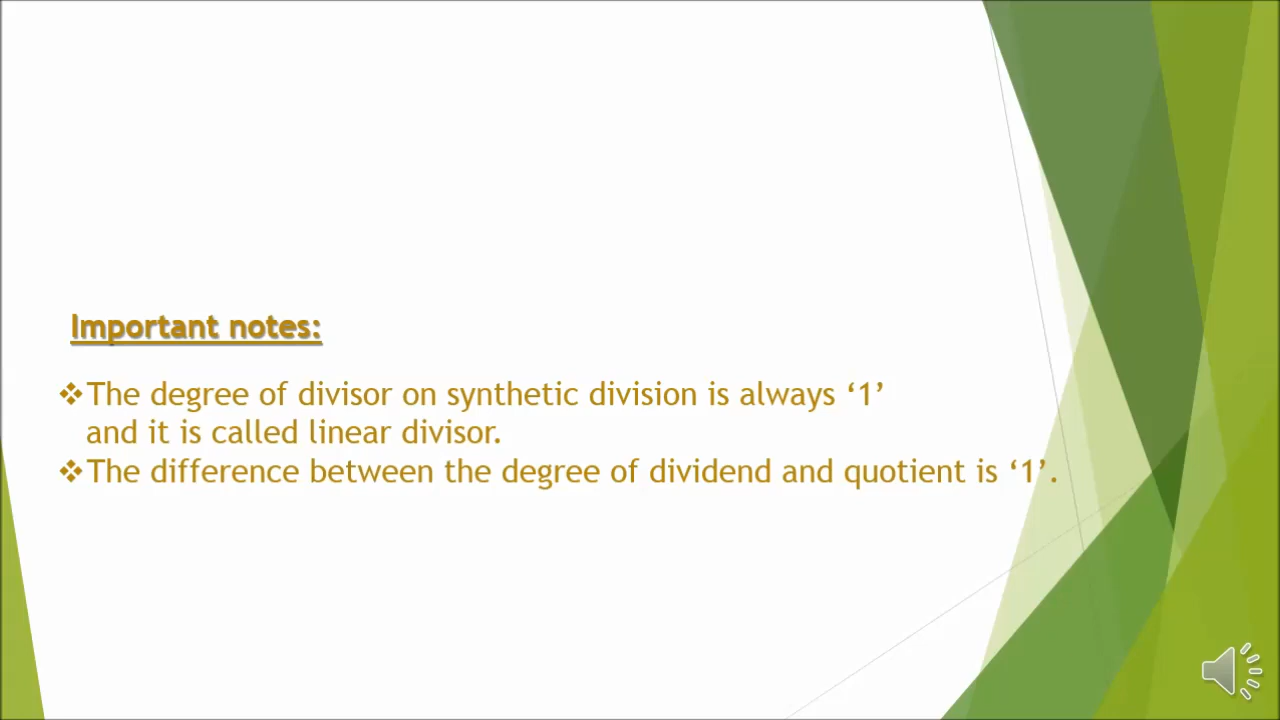 Important notes:
❖The degree of divisor on synthetic division is always ‘1’
and it is called linear divisor.
❖The difference between the degree of dividend and quotient is ‘1’.